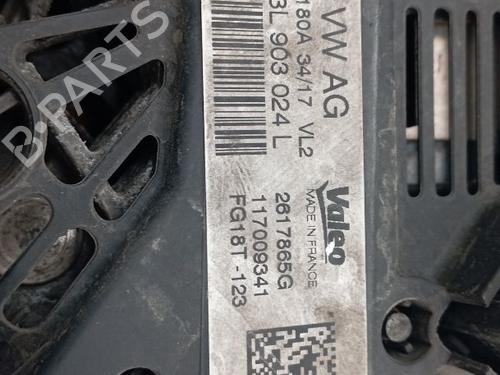 VW AG
180A 34/17 VL2
3L 903 024 L
Valeo
MADE IN FRANCE
2617865G
117009341
FG18T-123
B-PARTS